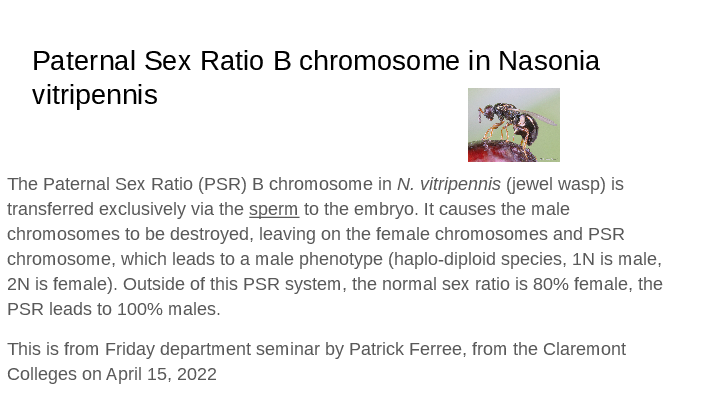 Paternal Sex Ratio B chromosome in Nasonia
vitripennis
The Paternal Sex Ratio (PSR) B chromosome in N. vitripennis (jewel wasp) is
transferred exclusively via the sperm to the embryo. It causes the male
chromosomes to be destroyed, leaving on the female chromosomes and PSR
chromosome, which leads to a male phenotype (haplo-diploid species, 1N is male,
2N is female). Outside of this PSR system, the normal sex ratio is 80% female, the
PSR leads to 100% males.
This is from Friday department seminar by Patrick Ferree, from the Claremont
Colleges on April 15, 2022